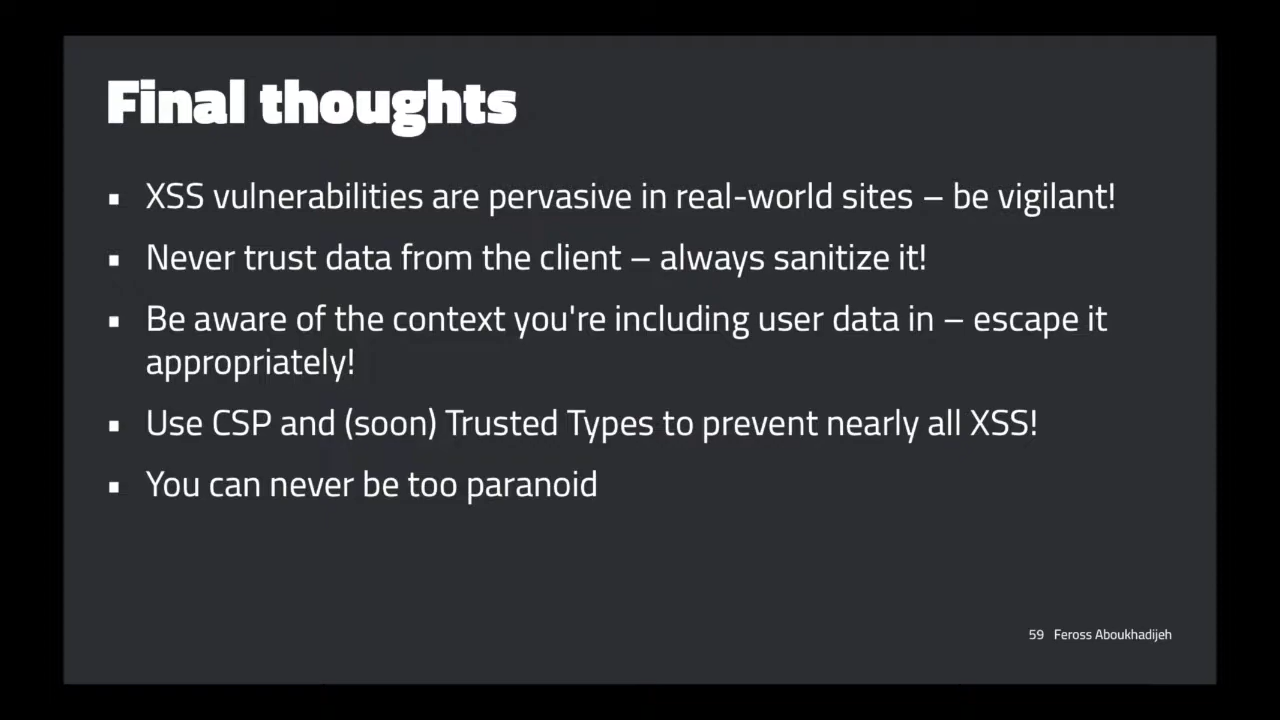 Final thoughts
▪ XSS vulnerabilities are pervasive in real-world sites – be vigilant!
▪ Never trust data from the client – always sanitize it!
▪ Be aware of the context you're including user data in – escape it
appropriately!
▪ Use CSP and (soon) Trusted Types to prevent nearly all XSS!
▪ You can never be too paranoid
59 Feross Aboukhadijeh